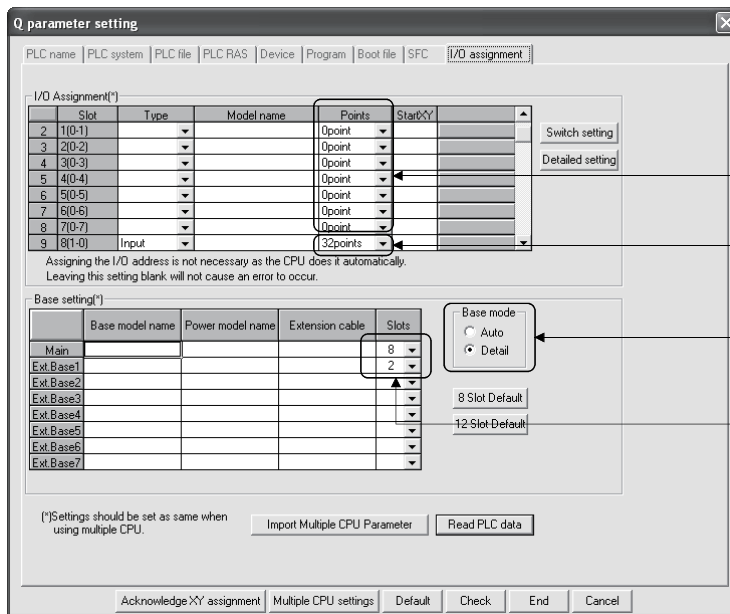 Q parameter setting
PLC name PLC system PLC file PLC RAS Device Program Boot file SFC I/O assignment
I/O Assignment(*)
Slot Type Model name Points StartXY
2 1(0-1) 0point
3 2(0-2) 0point
4 3(0-3) 0point
5 4(0-4) 0point
6 5(0-5) 0point
7 6(0-6) 0point
8 7(0-7) 0point
9 8(1-0) Input 32points
Switch setting
Detailed setting
Assigning the I/O address is not necessary as the CPU does it automatically.
Leaving this setting blank will not cause an error to occur.
Base setting(*)
Base model name Power model name Extension cable Slots
Main 8
Ext.Base1 2
Ext.Base2
Ext.Base3
Ext.Base4
Ext.Base5
Ext.Base6
Ext.Base7
Base mode
Auto
Detail
8 Slot Default
12 Slot Default
(*)Settings should be set as same when
using multiple CPU.
Import Multiple CPU Parameter Read PLC data
Acknowledge XY assignment Multiple CPU settings Default Check End Cancel